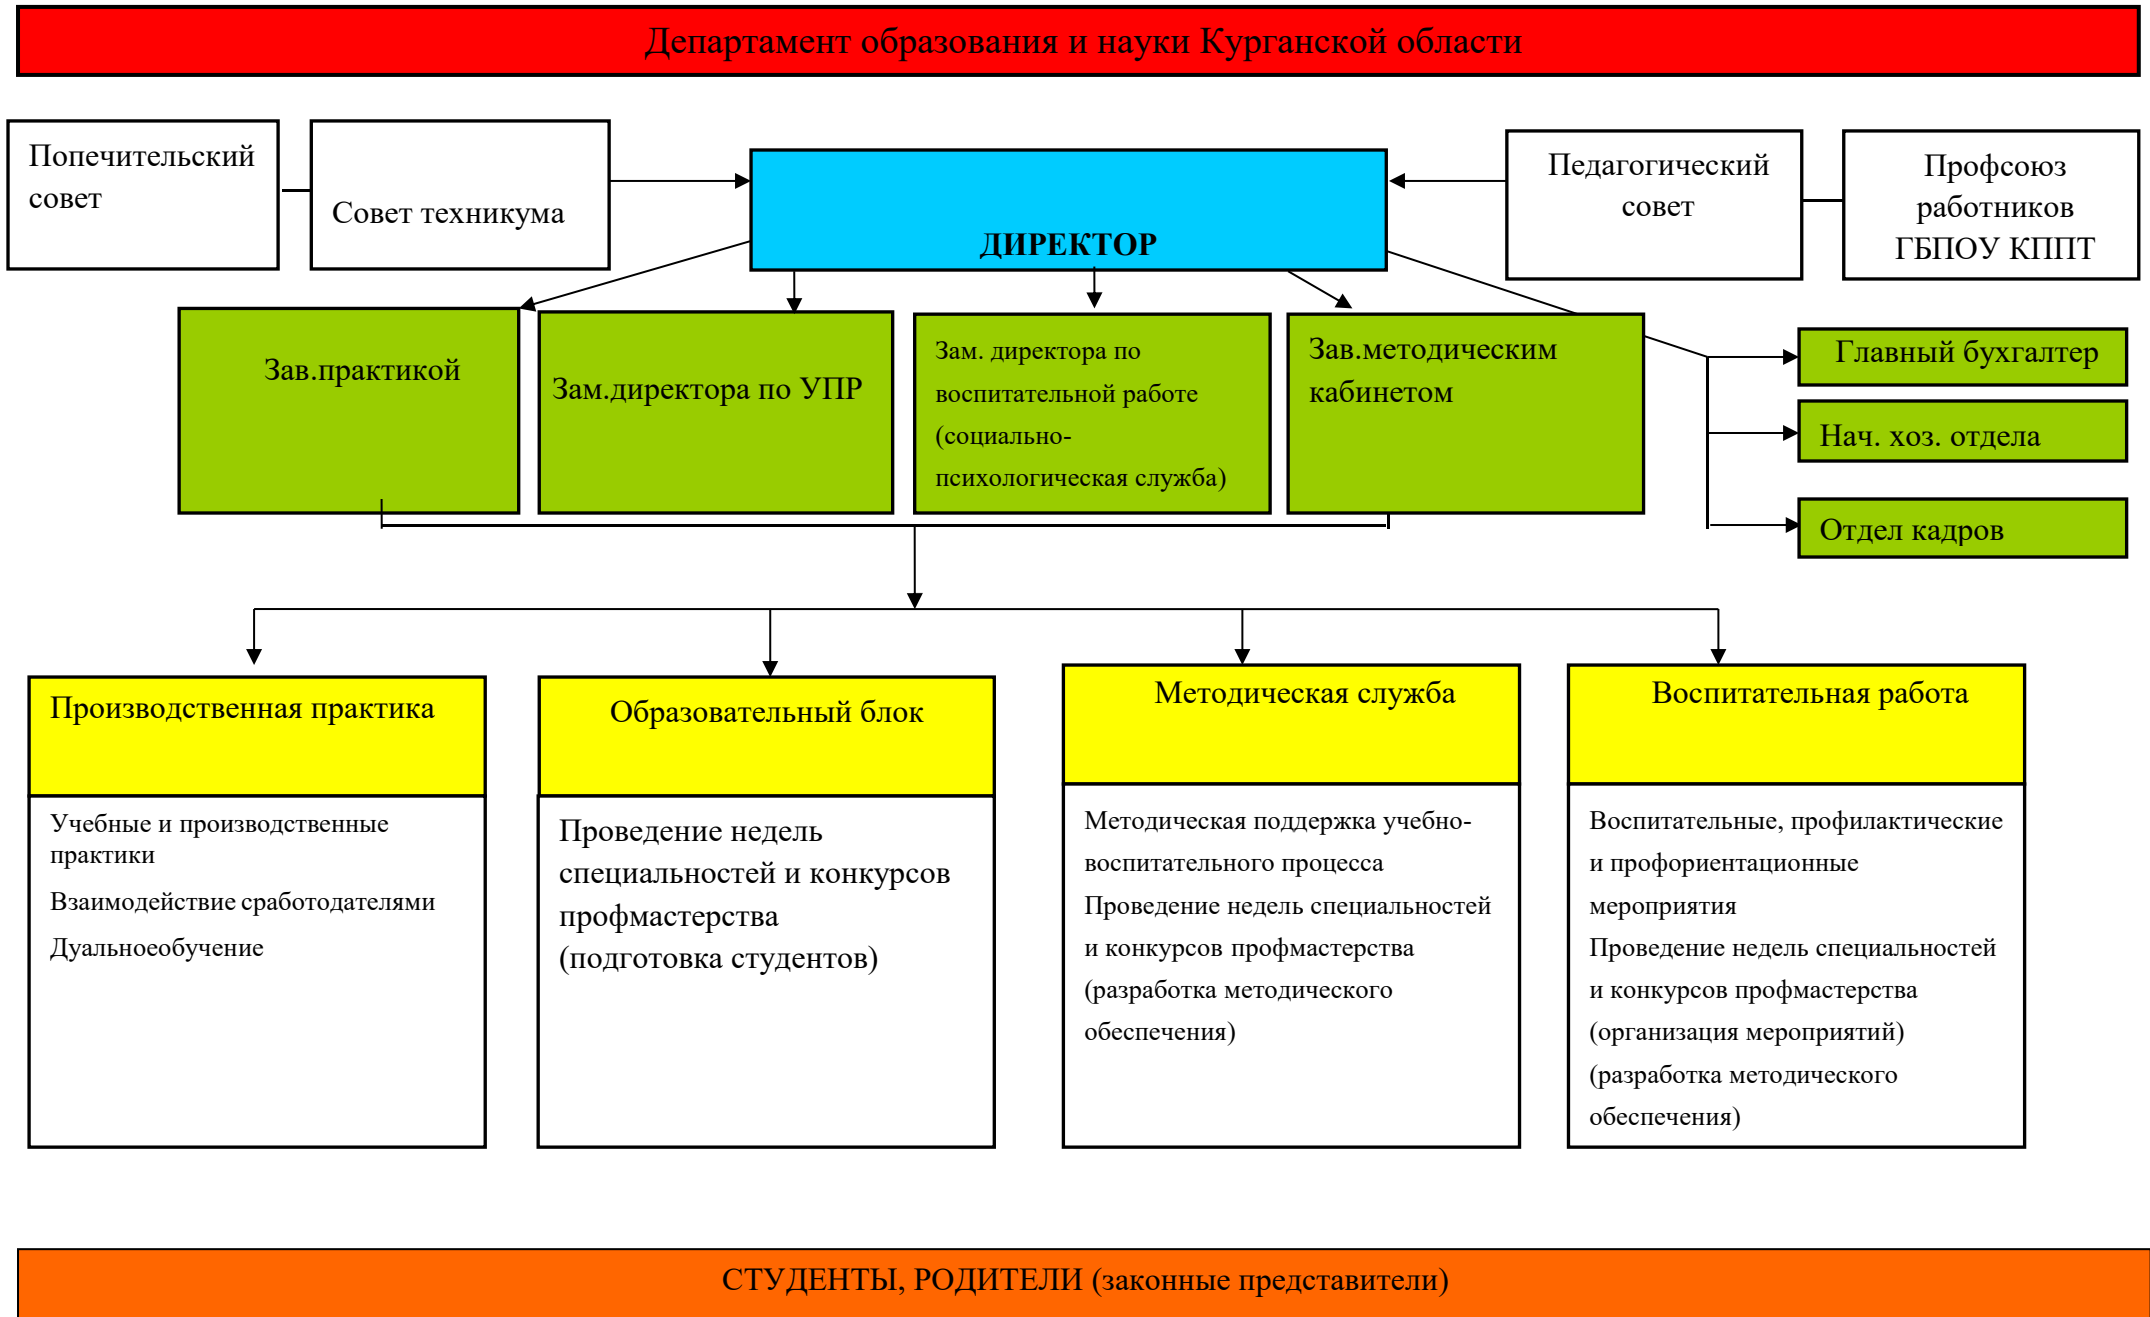 Департамент образования и науки Курганской области
Попечительский
совет
Совет техникума
ДИРЕКТОР
Педагогический
совет
Профсоюз
работников
ГБПОУ КППТ
Зав.практикой
Зам.директора по УПР
Зам. директора по
воспитательной работе
(социально-
психологическая служба)
Зав.методическим
кабинетом
Главный бухгалтер
Нач. хоз. отдела
Отдел кадров
Производственная практика
Учебные и производственные
практики
Взаимодействие сработодателями
Дуальноеобучение
Образовательный блок
Проведение недель
специальностей и конкурсов
профмастерства
(подготовка студентов)
Методическая служба
Методическая поддержка учебно-
воспитательного процесса
Проведение недель специальностей
и конкурсов профмастерства
(разработка методического
обеспечения)
Воспитательная работа
Воспитательные, профилактические
и профориентационные
мероприятия
Проведение недель специальностей
и конкурсов профмастерства
(организация мероприятий)
(разработка методического
обеспечения)
СТУДЕНТЫ, РОДИТЕЛИ (законные представители)